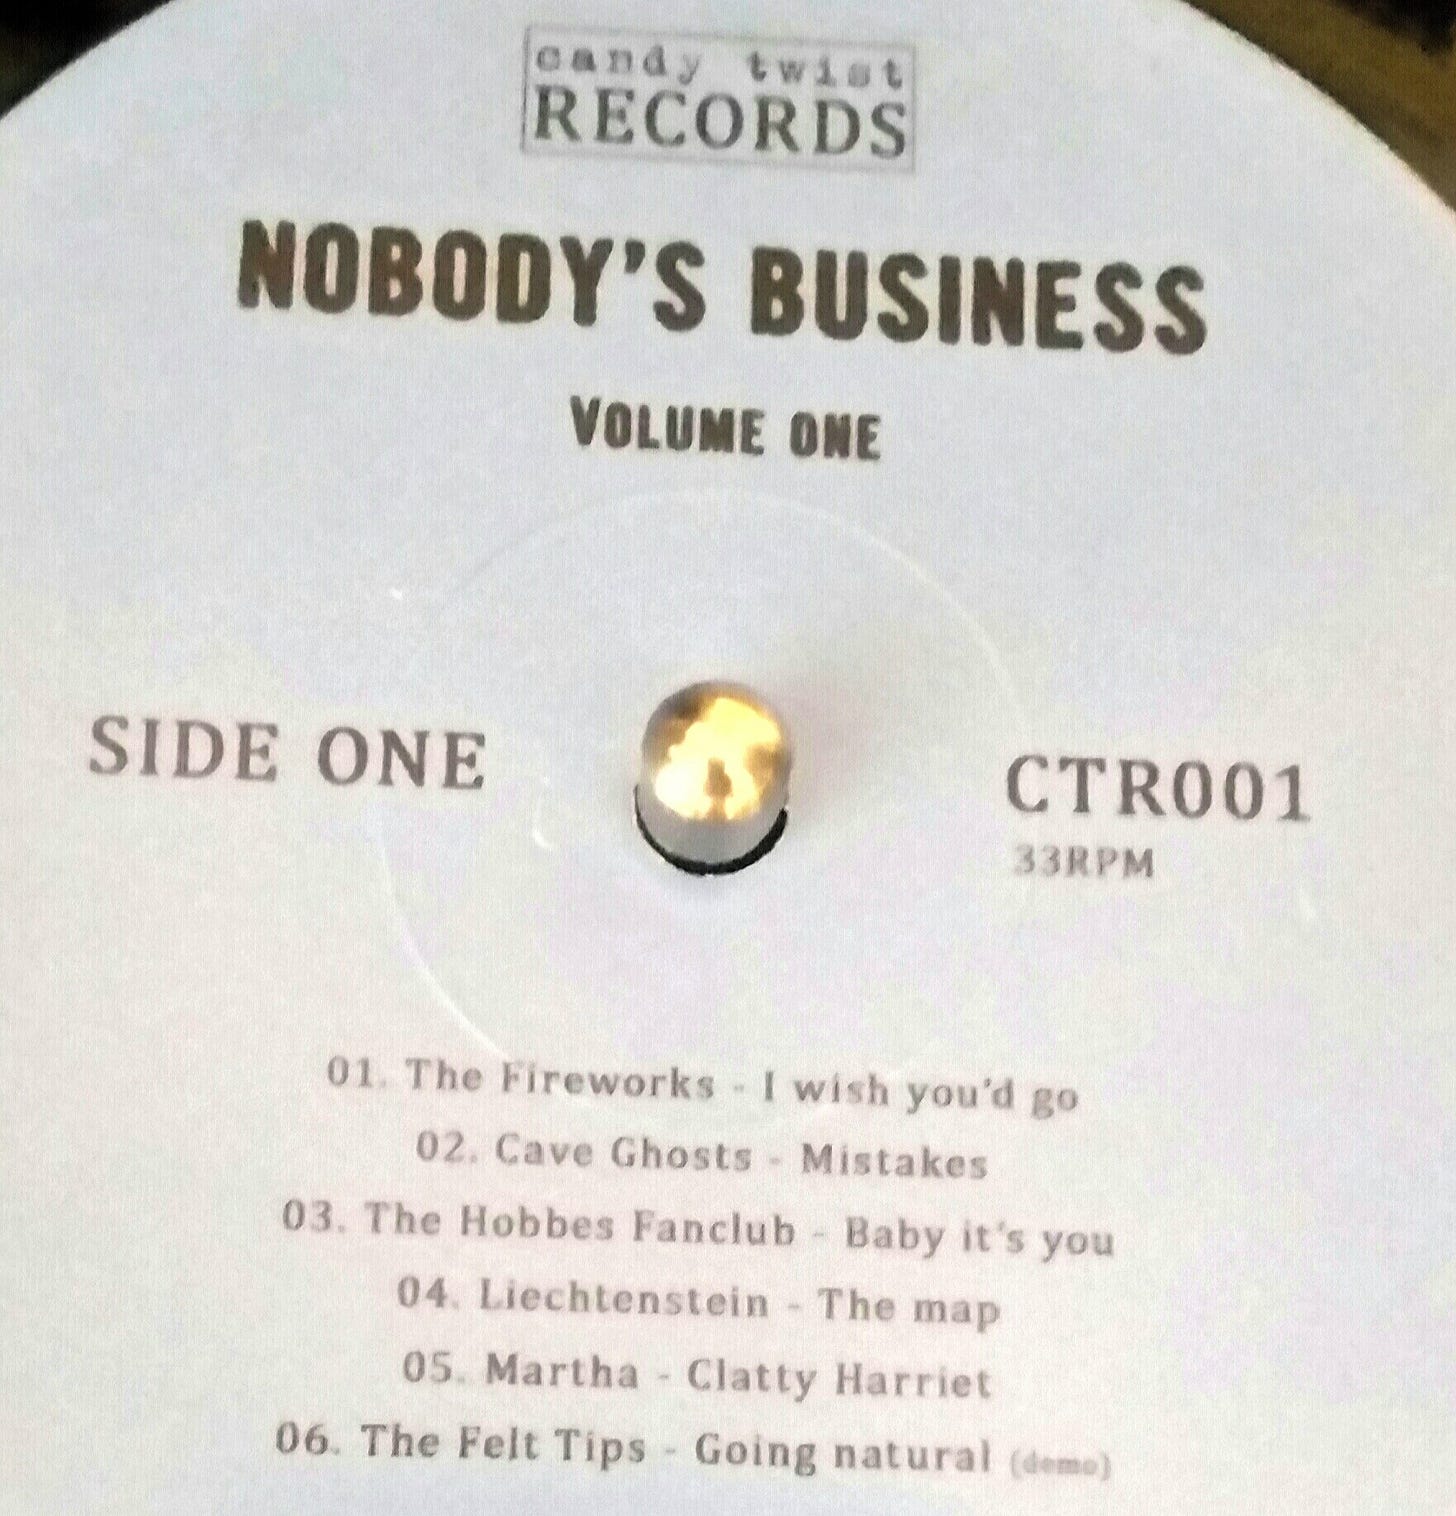 candy twist
RECORDS
NOBODY'S BUSINESS
VOLUME ONE
SIDE ONE
CTR001
33RPM
01. The Fireworks - I wish you'd go
02. Cave Ghosts - Mistakes
03. The Hobbes Fanclub - Baby it's you
04. Liechtenstein - The map
05. Martha - Clatty Harriet
06. The Felt Tips - Going natural (demo)